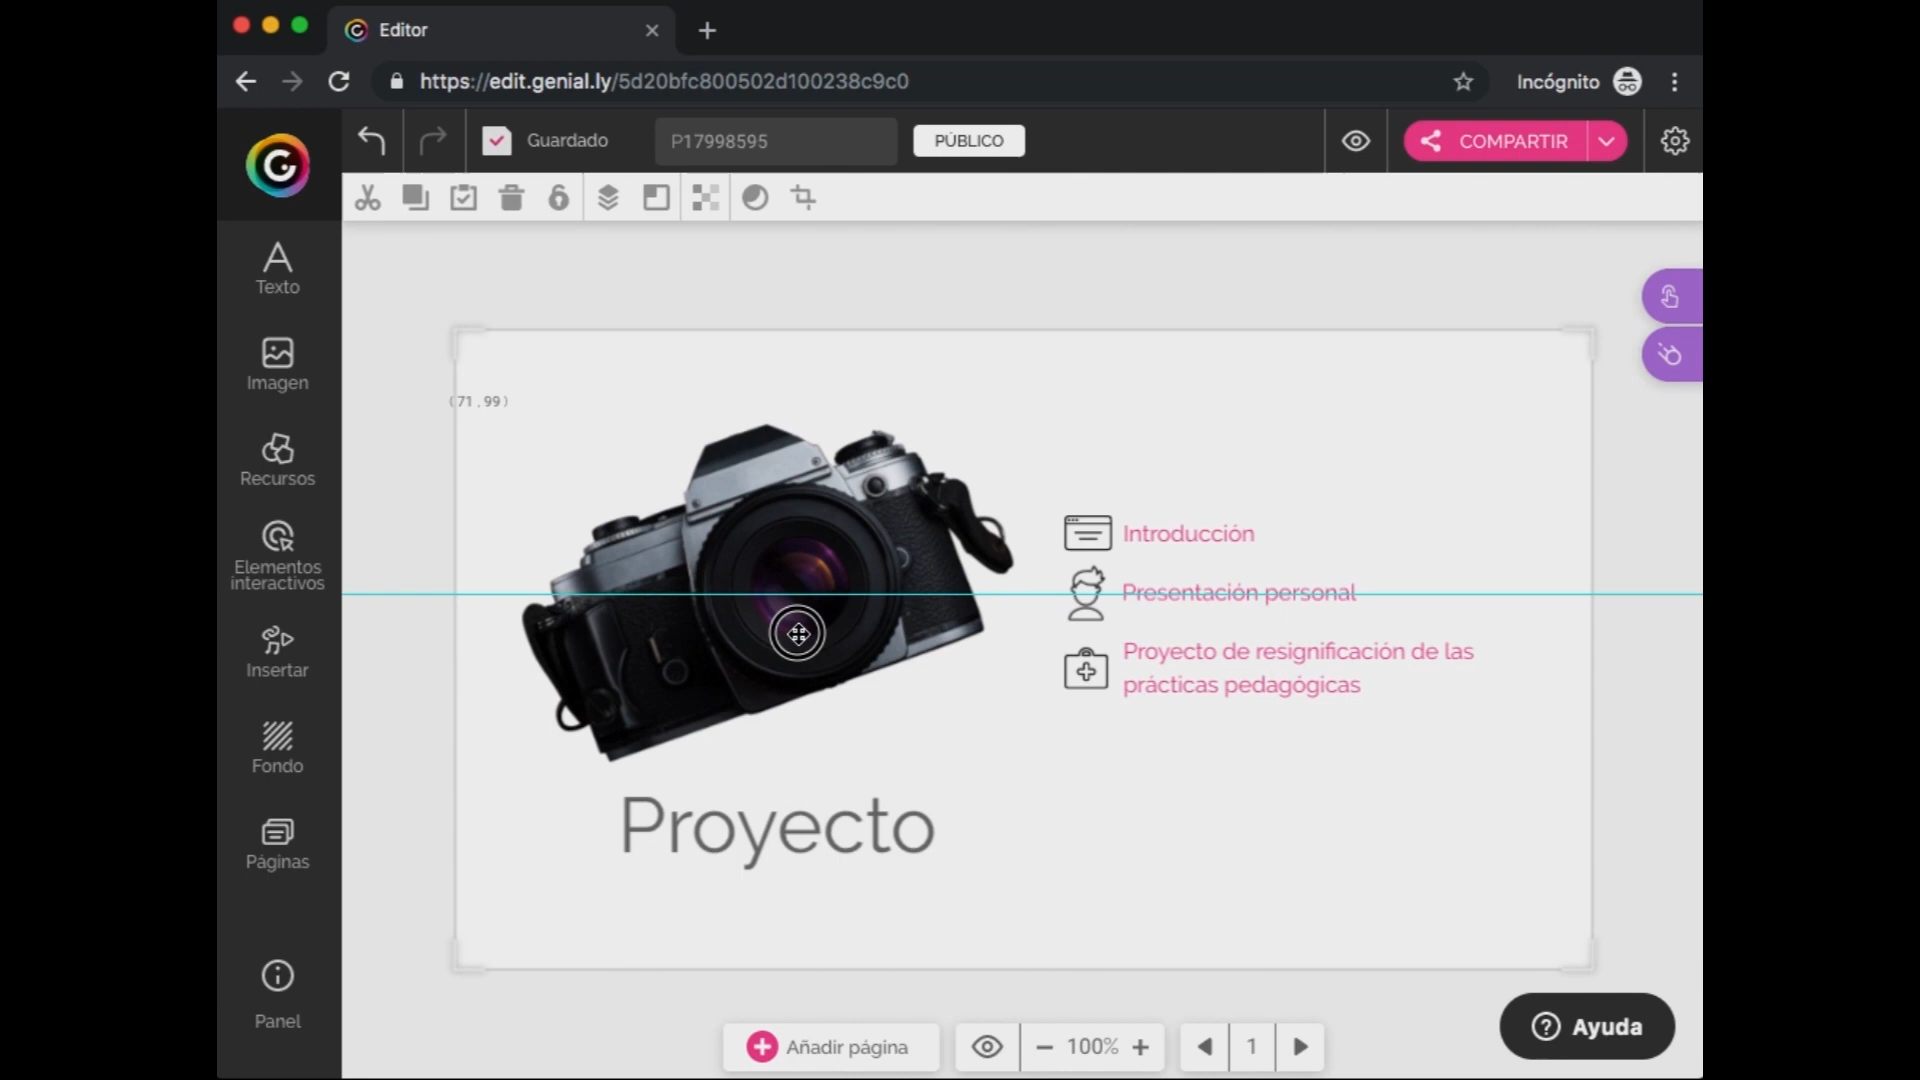 Editor
https://edit.genial.ly/5d20bfc800502d100238c9c0
Incógnito
Guardado
P17998595
PÚBLICO
COMPARTIR
Texto
Imagen
Recursos
Elementos
interactivos
Insertar
Fondo
Páginas
Panel
(71,99)
Introducción
Presentación personal
Proyecto de resignificación de las
prácticas pedagógicas
Proyecto
Añadir página
100%
1
Ayuda